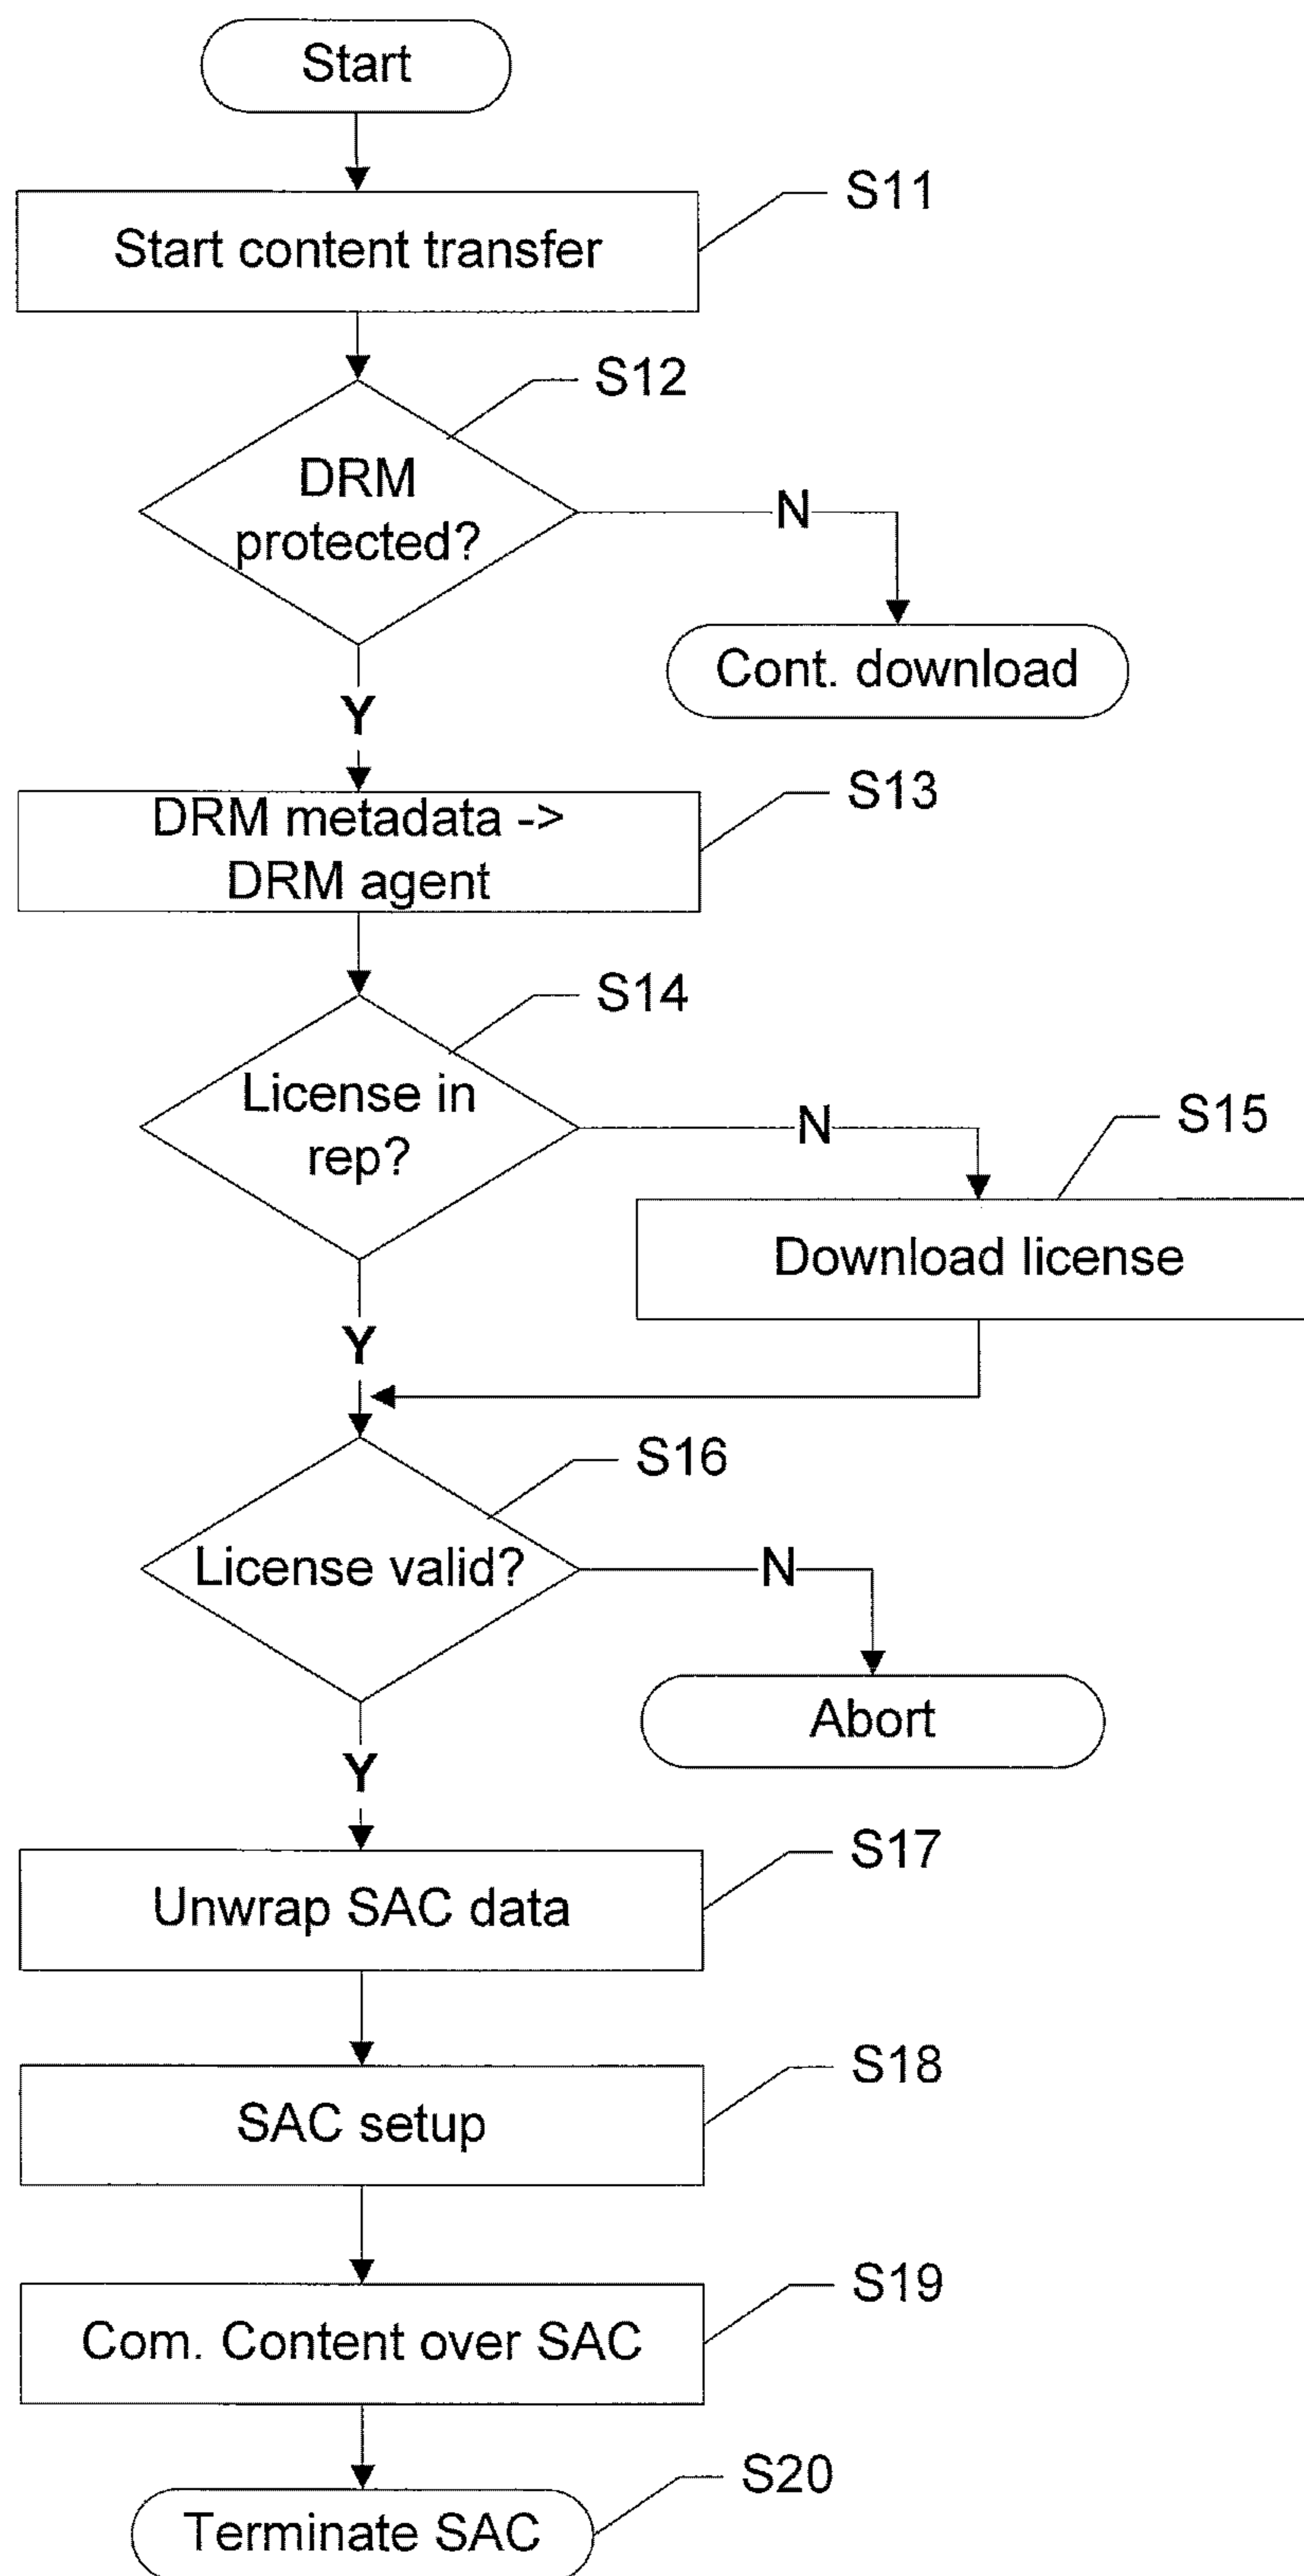 Start
S11
Start content transfer
S12
DRM
protected?
N
Cont. download
Y
S13
DRM metadata ->
DRM agent
S14
License in
rep?
N
S15
Download license
Y
S16
License valid?
N
Abort
Y
S17
Unwrap SAC data
S18
SAC setup
S19
Com. Content over SAC
S20
Terminate SAC